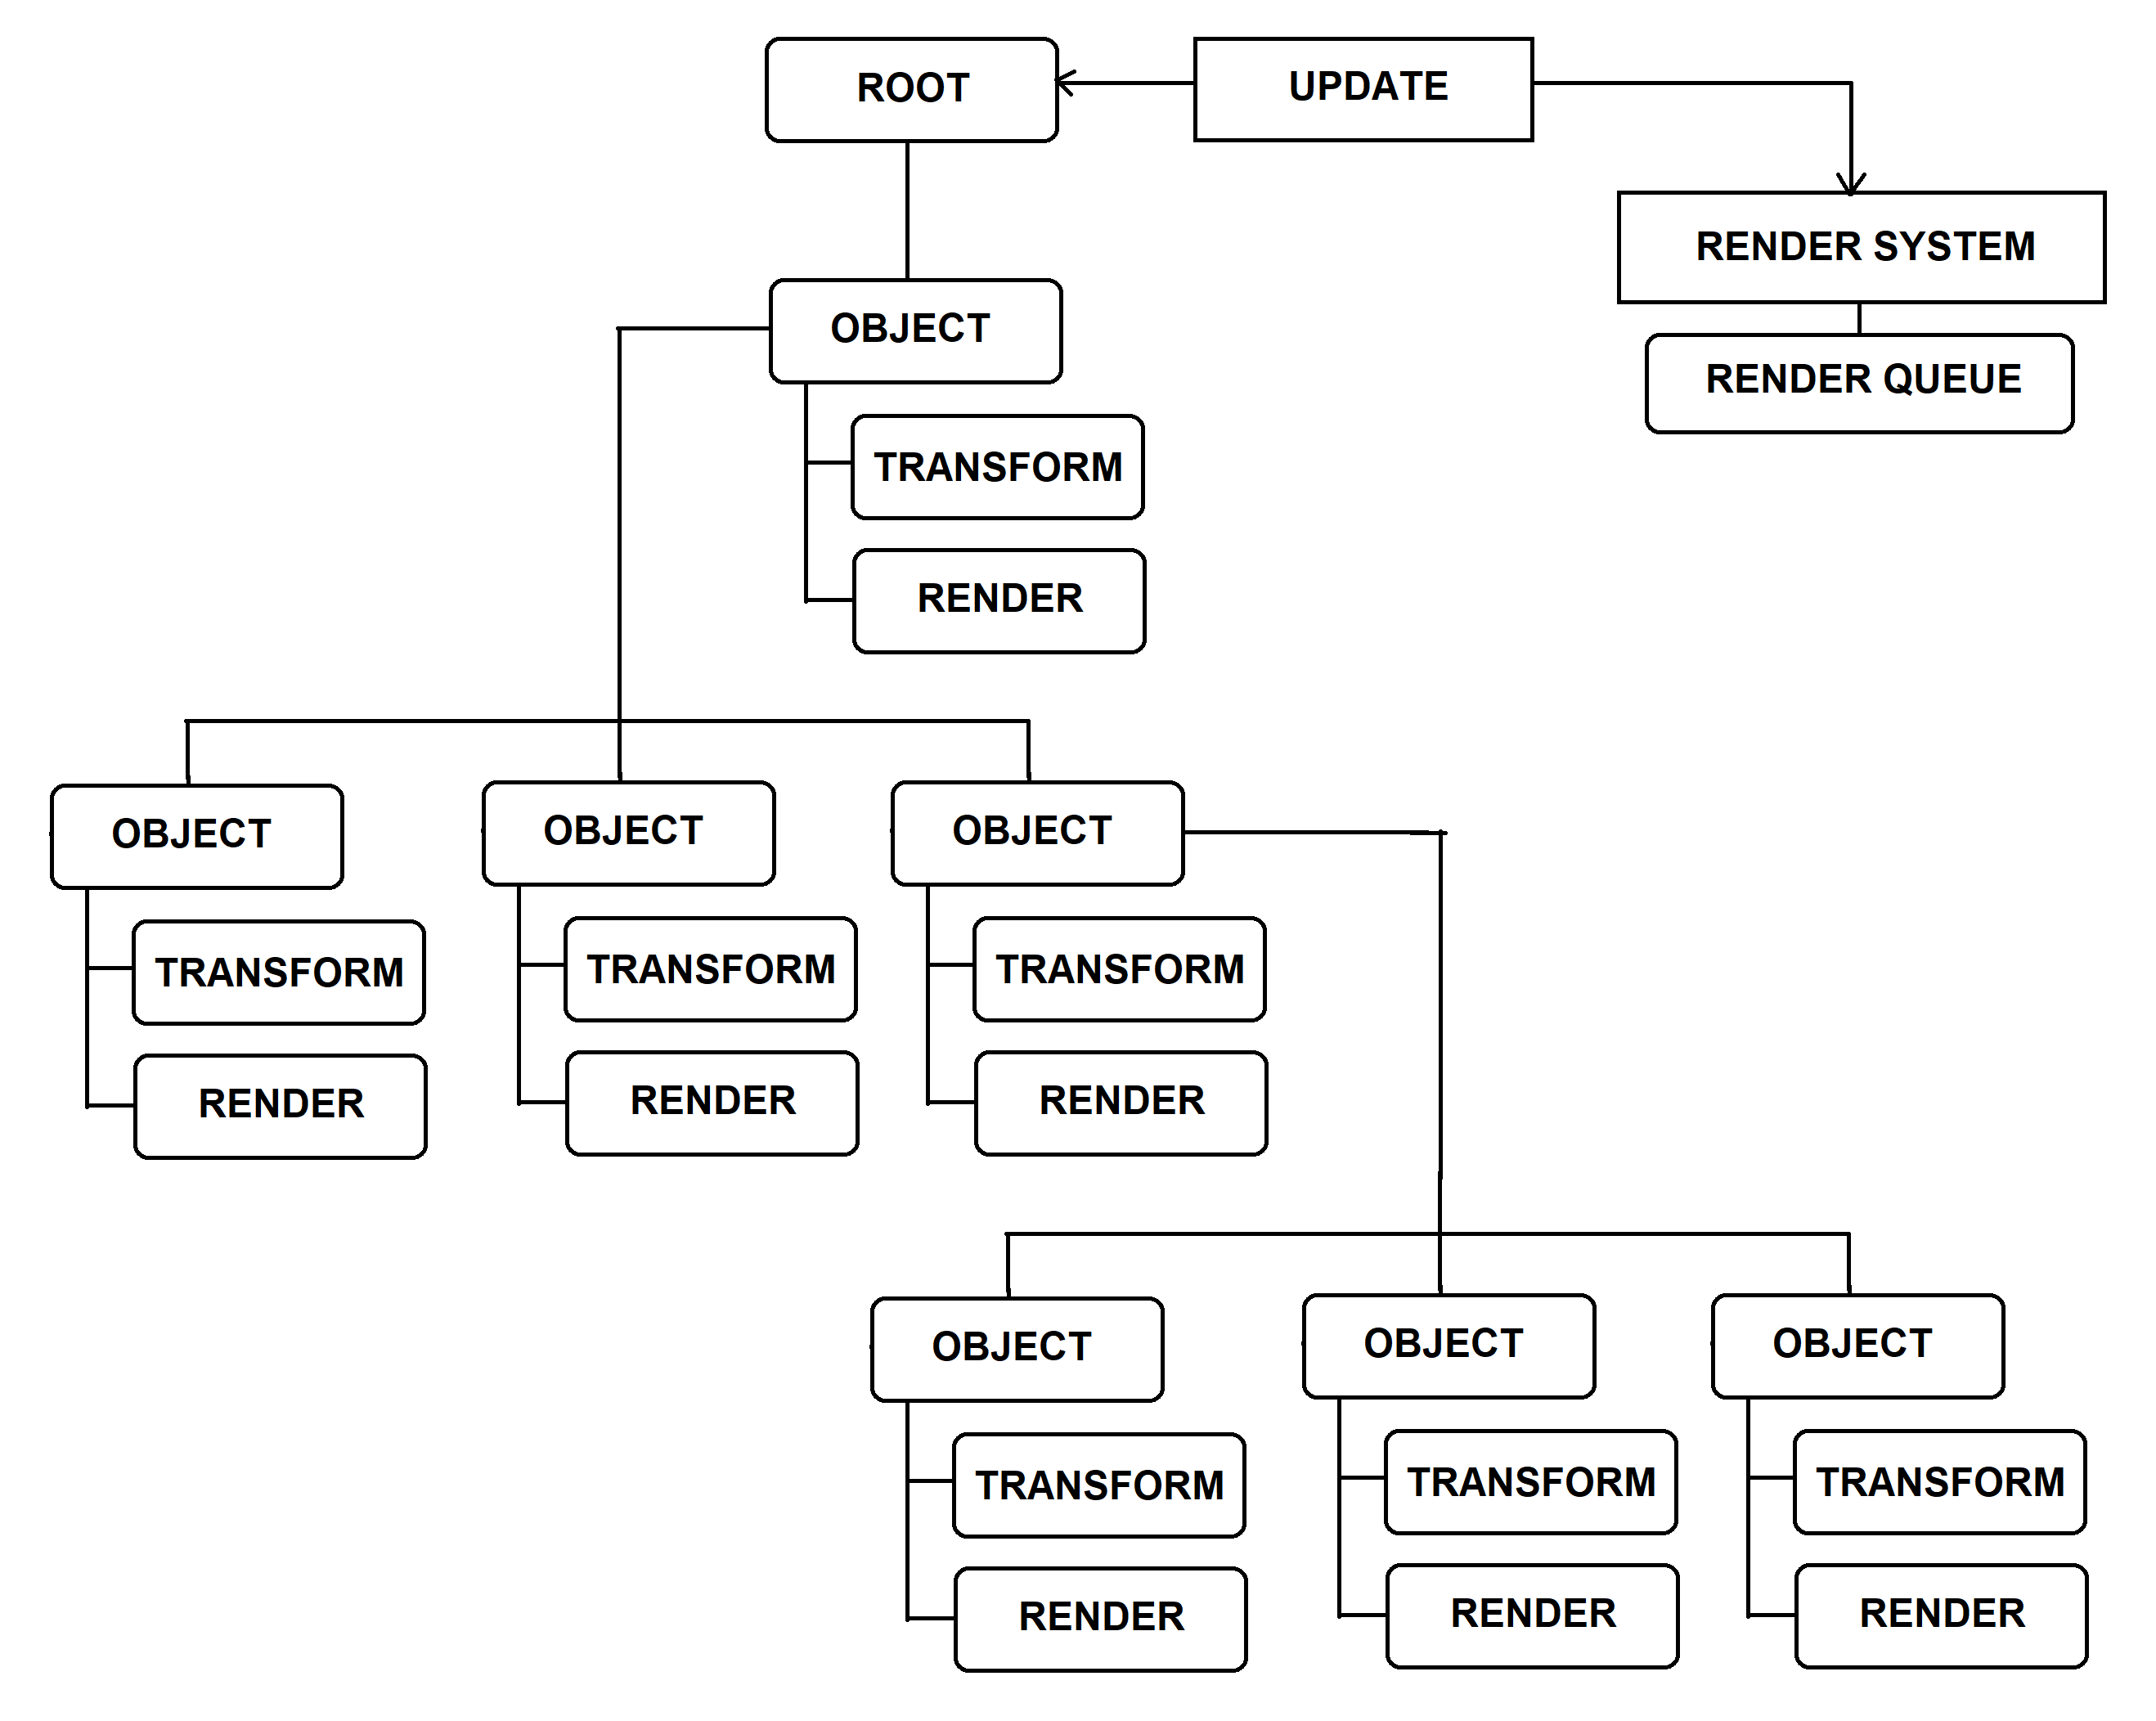 ROOT
UPDATE
RENDER SYSTEM
RENDER QUEUE
OBJECT
TRANSFORM
RENDER
OBJECT
TRANSFORM
RENDER
OBJECT
TRANSFORM
RENDER
OBJECT
TRANSFORM
RENDER
OBJECT
TRANSFORM
RENDER
OBJECT
TRANSFORM
RENDER
OBJECT
TRANSFORM
RENDER